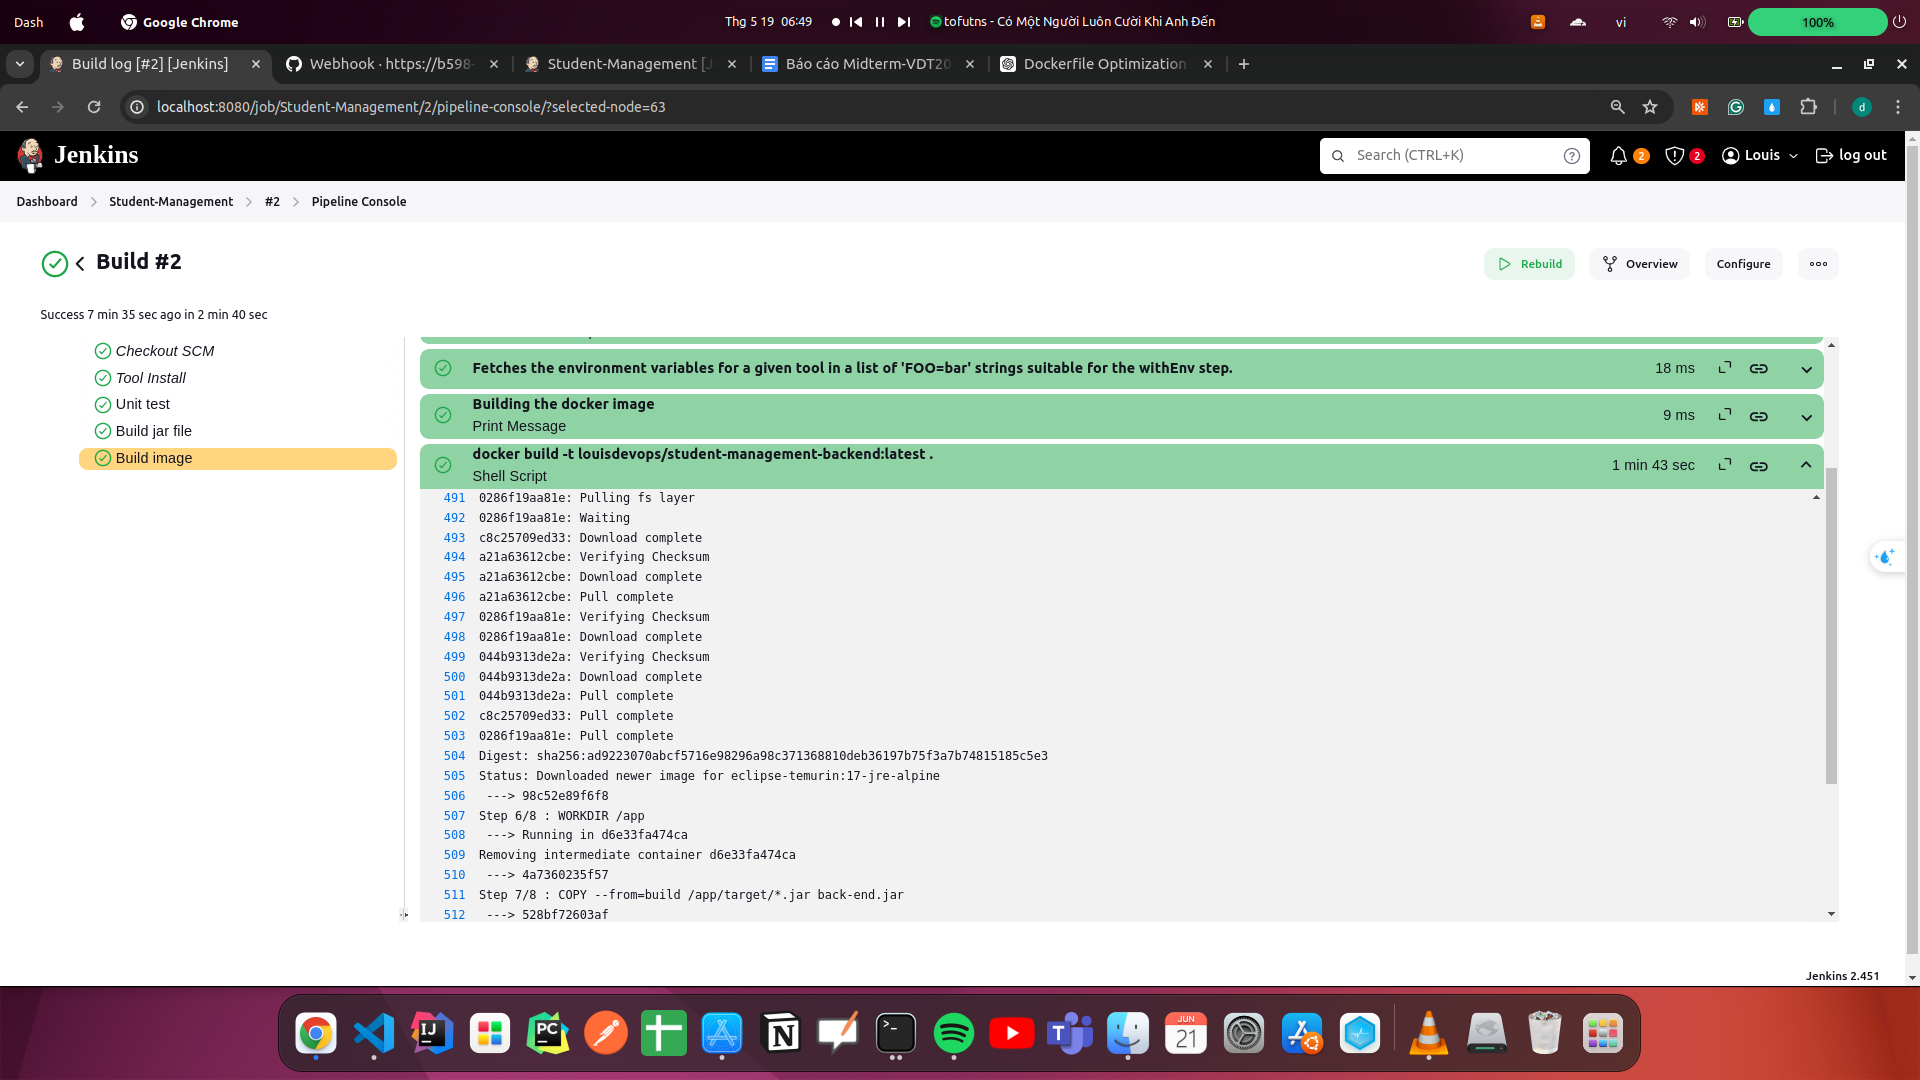 Dash
Google Chrome
Thg 5 19 06:49
tofutns - Có Một Người Luôn Cười Khi Anh Đến
vi
100%
Build log [#2] [Jenkins]
Webhook · https://b598-
Student-Management [J
Báo cáo Midterm-VDT20
Dockerfile Optimization
localhost:8080/job/Student-Management/2/pipeline-console/?selected-node=63
d
Jenkins
Search (CTRL+K)
2
2
Louis
log out
Dashboard
Student-Management
#2
Pipeline Console
Build #2
Rebuild
Overview
Configure
Success 7 min 35 sec ago in 2 min 40 sec
Checkout SCM
Tool Install
Unit test
Build jar file
Build image
Fetches the environment variables for a given tool in a list of 'FOO=bar' strings suitable for the withEnv step.
18 ms
Building the docker image
Print Message
9 ms
docker build -t louisdevops/student-management-backend:latest .
Shell Script
1 min 43 sec
491 0286f19aa81e: Pulling fs layer
492 0286f19aa81e: Waiting
493 c8c25709ed33: Download complete
494 a21a63612cbe: Verifying Checksum
495 a21a63612cbe: Download complete
496 a21a63612cbe: Pull complete
497 0286f19aa81e: Verifying Checksum
498 0286f19aa81e: Download complete
499 044b9313de2a: Verifying Checksum
500 044b9313de2a: Download complete
501 044b9313de2a: Pull complete
502 c8c25709ed33: Pull complete
503 0286f19aa81e: Pull complete
504 Digest: sha256:ad9223070abcf5716e98296a98c371368810deb36197b75f3a7b74815185c5e3
505 Status: Downloaded newer image for eclipse-temurin:17-jre-alpine
506 ---> 98c52e89f6f8
507 Step 6/8 : WORKDIR /app
508 ---> Running in d6e33fa474ca
509 Removing intermediate container d6e33fa474ca
510 ---> 4a7360235f57
511 Step 7/8 : COPY --from=build /app/target/*.jar back-end.jar
512 ---> 528bf72603af
Jenkins 2.451
IJ
PC
N
JUN
21